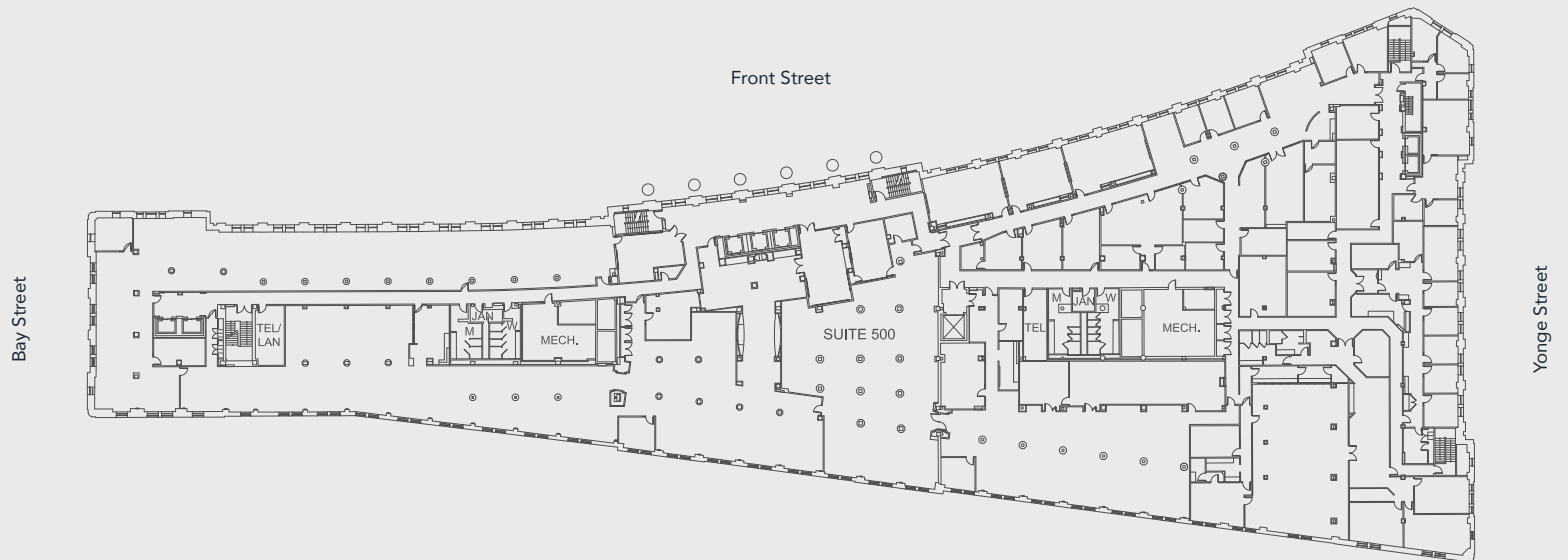 Front Street
Bay Street
Yonge Street
TEL/
LAN
JAN
M
W
MECH.
SUITE 500
TEL
M
JAN
W
MECH.